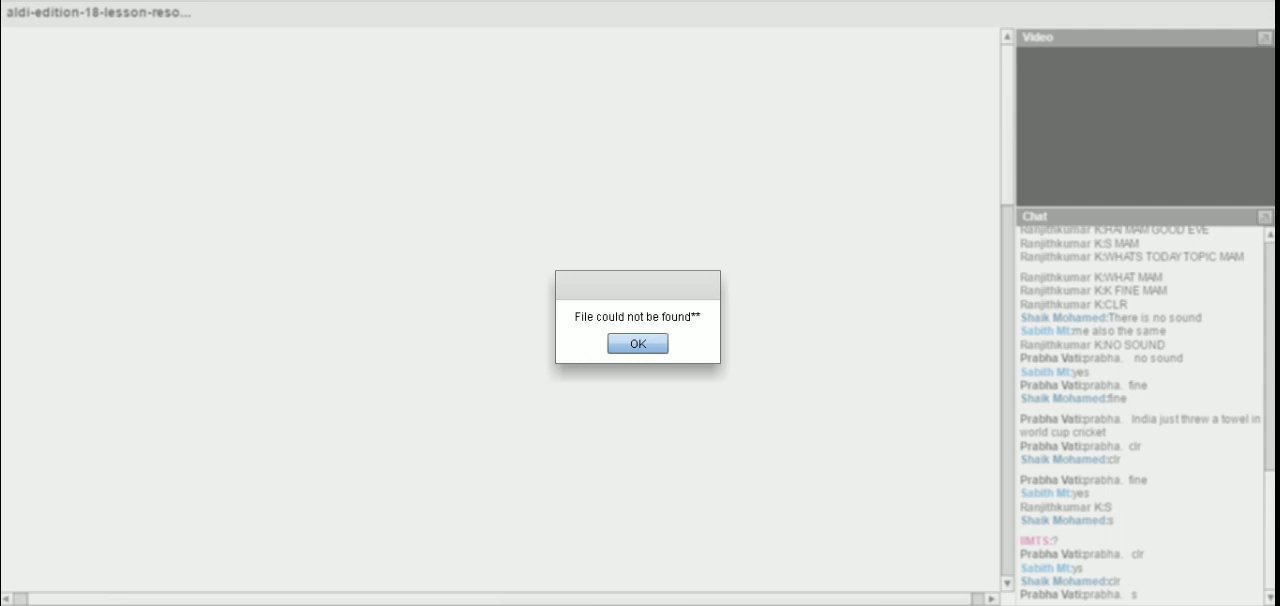 aldi-edition-18-lesson-reso...
Video
File could not be found**
OK
Chat
Ranjithkumar K:HAI MAM GOOD EVE
Ranjithkumar K:S MAM
Ranjithkumar K:WHATS TODAY TOPIC MAM
Ranjithkumar K:WHAT MAM
Ranjithkumar K:K FINE MAM
Ranjithkumar K:CLR
Shaik Mohamed:There is no sound
Sabith Mt:me also the same
Ranjithkumar K:NO SOUND
Prabha Vati:prabha. no sound
Sabith Mt:yes
Prabha Vati:prabha. fine
Shaik Mohamed:fine
Prabha Vati:prabha. India just threw a towel in
world cup cricket
Prabha Vati:prabha. clr
Shaik Mohamed:clr
Prabha Vati:prabha. fine
Sabith Mt:yes
Ranjithkumar K:S
Shaik Mohamed:s
IIMTS:?
Prabha Vati:prabha. clr
Sabith Mt:ys
Shaik Mohamed:clr
Prabha Vati:prabha. s